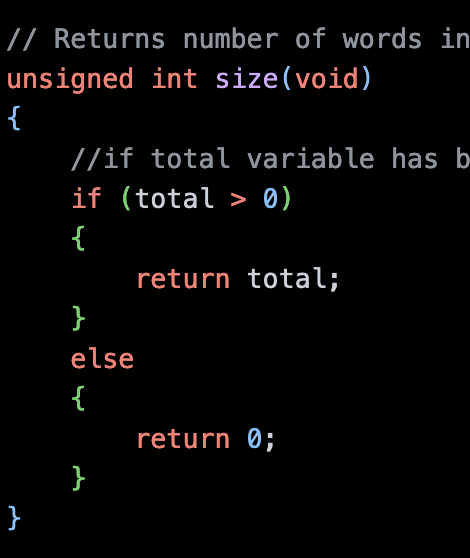 // Returns number of words in
unsigned int size(void)
{
    //if total variable has b
    if (total > 0)
    {
        return total;
    }
    else
    {
        return 0;
    }
}